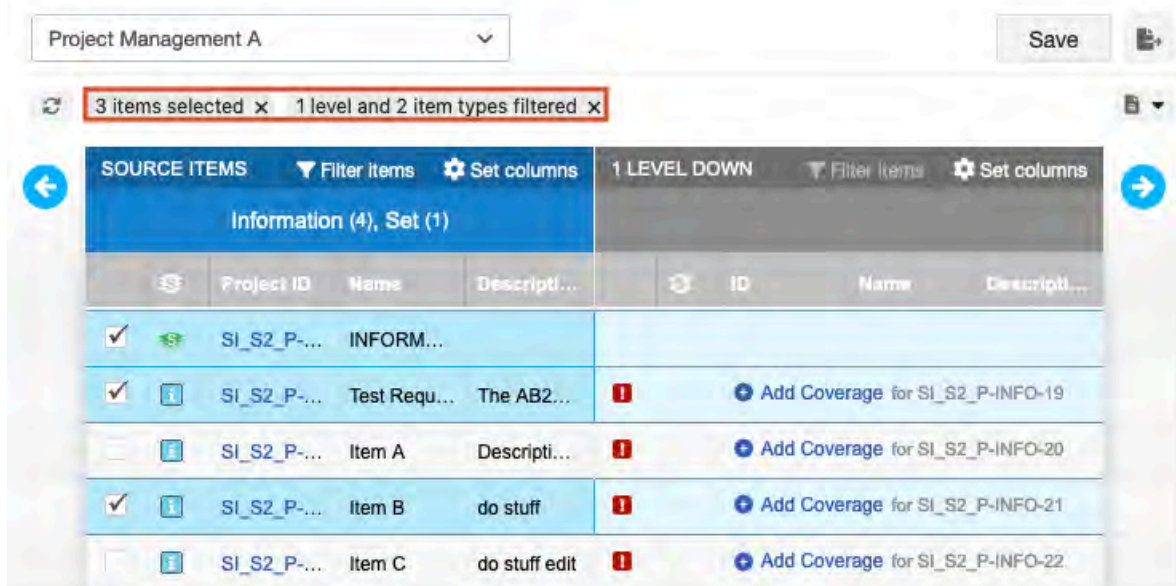 Project Management A
Save
3 items selected × 1 level and 2 item types filtered ×
SOURCE ITEMS Filter items Set columns 1 LEVEL DOWN Filter items Set columns
Information (4), Set (1)
Project ID Name Descripti... ID Name Descripti...
SI_S2_P-... INFORM...
SI_S2_P-... Test Requ... The AB2... Add Coverage for SI_S2_P-INFO-19
SI_S2_P-... Item A Descripti... Add Coverage for SI_S2_P-INFO-20
SI_S2_P-... Item B do stuff Add Coverage for SI_S2_P-INFO-21
SI_S2_P-... Item C do stuff edit Add Coverage for SI_S2_P-INFO-22